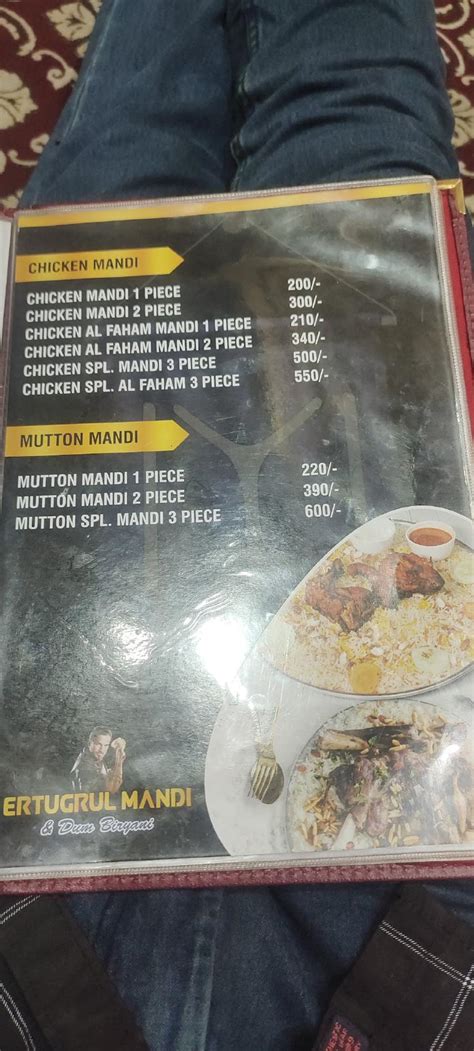 CHICKEN MANDI
CHICKEN MANDI 1 PIECE 200/-
CHICKEN MANDI 2 PIECE 300/-
CHICKEN AL FAHAM MANDI 1 PIECE 210/-
CHICKEN AL FAHAM MANDI 2 PIECE 340/-
CHICKEN SPL. MANDI 3 PIECE 500/-
CHICKEN SPL. AL FAHAM 3 PIECE 550/-
MUTTON MANDI
MUTTON MANDI 1 PIECE 220/-
MUTTON MANDI 2 PIECE 390/-
MUTTON SPL. MANDI 3 PIECE 600/-
ERTUGRUL MANDI
& Dum Biryani